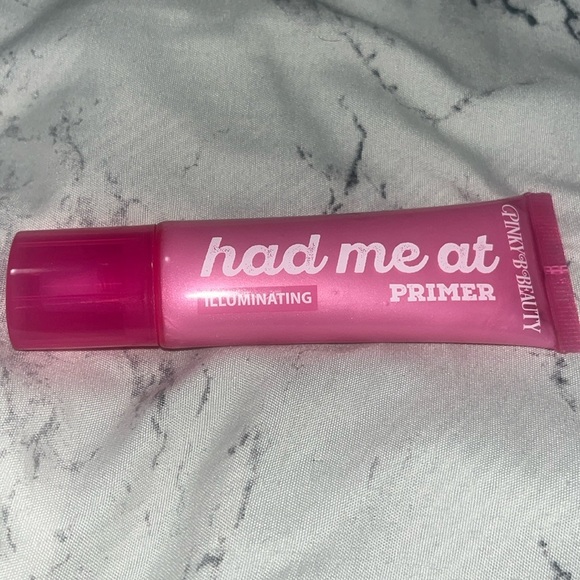 had me at
ILLUMINATING
PRIMER
PINKY·B·BEAUTY